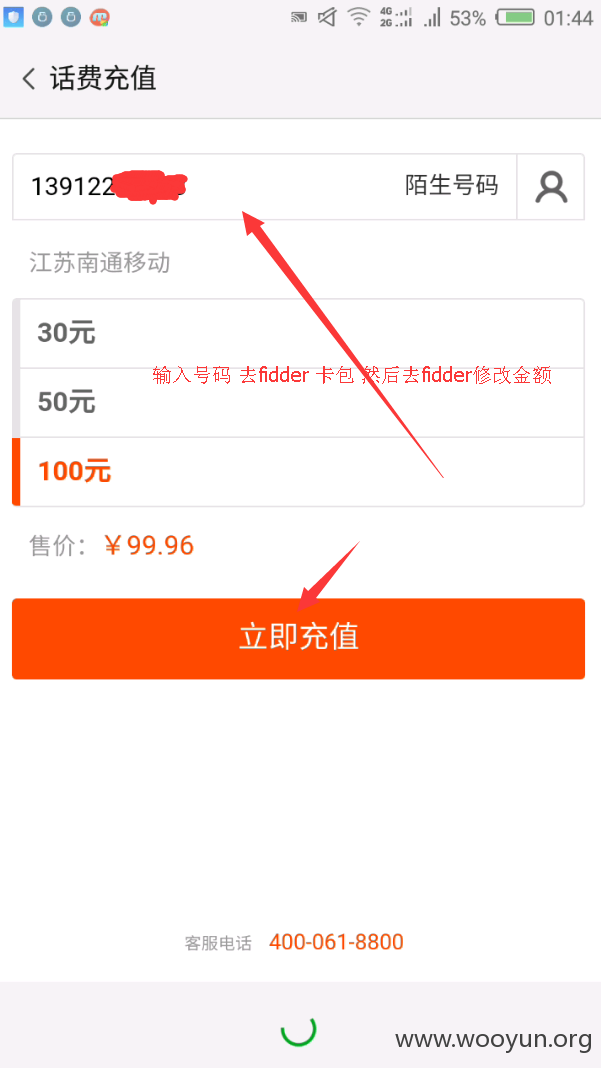 4G
2G
53% 01:44
话费充值
139122 陌生号码
江苏南通移动
30元
输入号码 去fidder 卡包 然后去fidder修改金额
50元
100元
售价：￥99.96
立即充值
客服电话 400-061-8800
www.wooyun.org